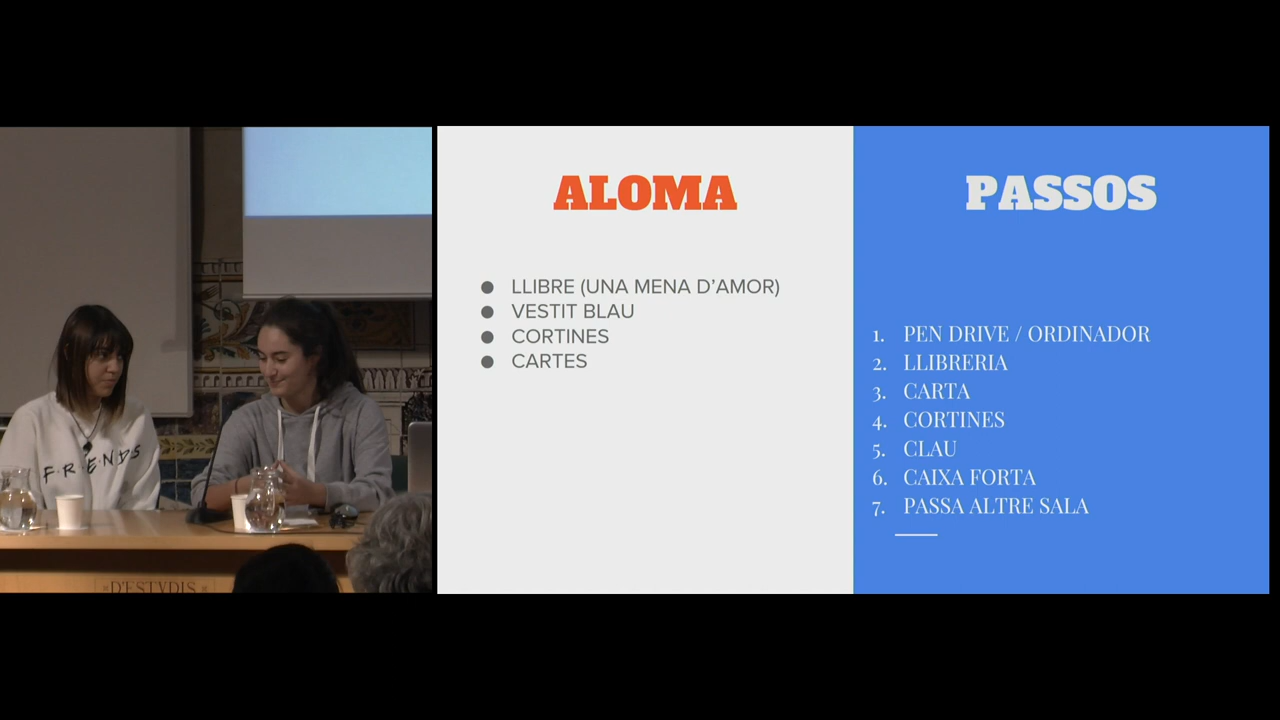 F·R·I·E·N·D·S
D'ESTVDIS
ALOMA
● LLIBRE (UNA MENA D'AMOR)
● VESTIT BLAU
● CORTINES
● CARTES
PASSOS
1. PEN DRIVE / ORDINADOR
2. LLIBRERIA
3. CARTA
4. CORTINES
5. CLAU
6. CAIXA FORTA
7. PASSA ALTRE SALA